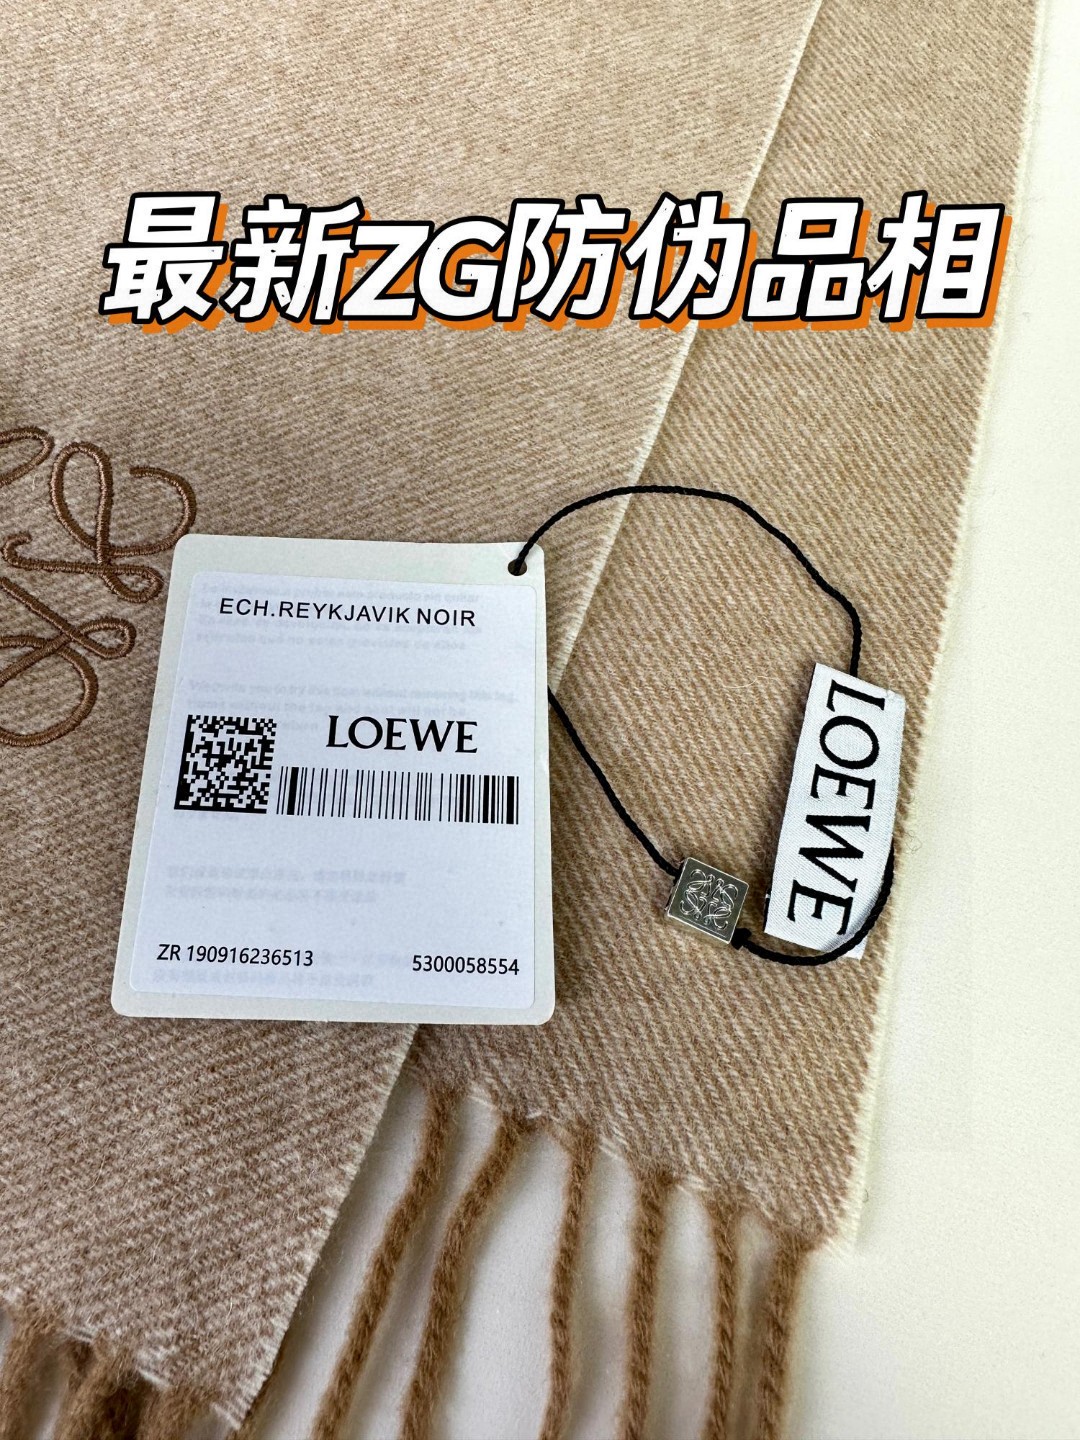 最新ZG防伪品相
ECH.REYKJAVIK NOIR
LOEWE
ZR 190916236513
5300058554
LOEWE